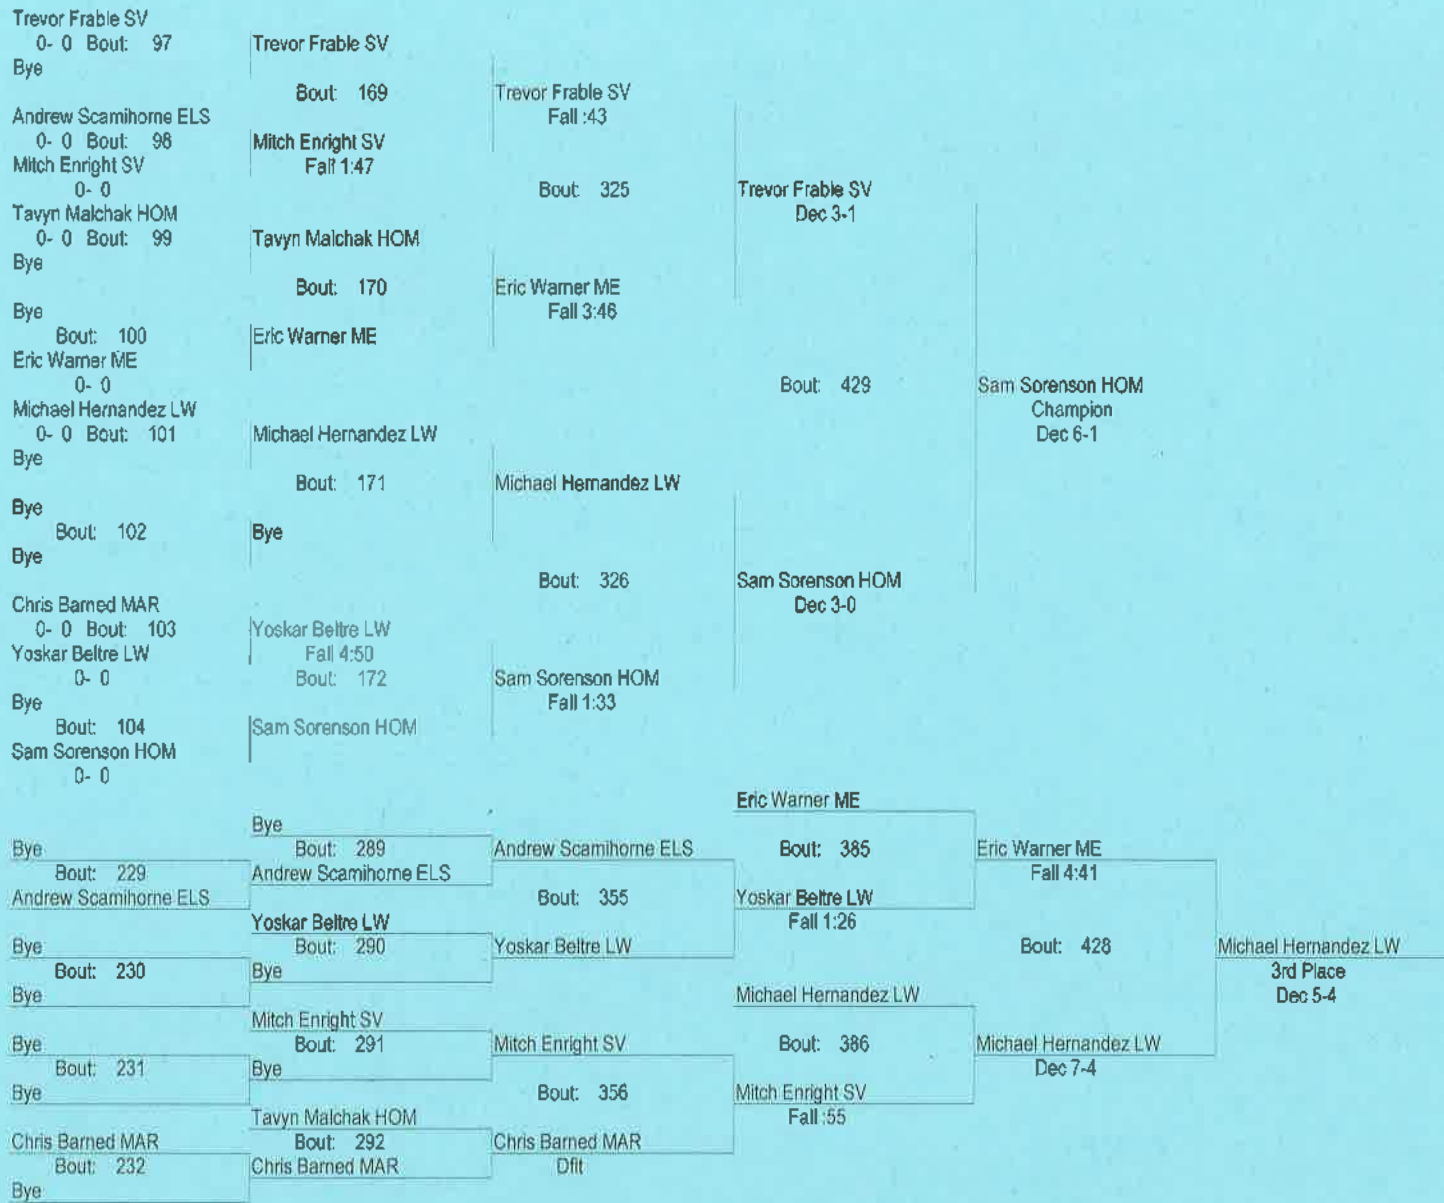 Trevor Frable SV
0- 0 Bout: 97
Bye
Andrew Scamihorne ELS
0- 0 Bout: 98
Mitch Enright SV
0- 0
Tavyn Malchak HOM
0- 0 Bout: 99
Bye
Bye
Bout: 100
Eric Warner ME
0- 0
Michael Hernandez LW
0- 0 Bout: 101
Bye
Bye
Bout: 102
Bye
Chris Barned MAR
0- 0 Bout: 103
Yoskar Beltre LW
0- 0
Bye
Bout: 104
Sam Sorenson HOM
0- 0
Trevor Frable SV
Bout: 169
Mitch Enright SV
Fall 1:47
Tavyn Malchak HOM
Bout: 170
Eric Warner ME
Michael Hernandez LW
Bout: 171
Bye
Yoskar Beltre LW
Fall 4:50
Bout: 172
Sam Sorenson HOM
Trevor Frable SV
Fall :43
Bout: 325
Eric Warner ME
Fall 3:46
Michael Hernandez LW
Bout: 326
Sam Sorenson HOM
Fall 1:33
Trevor Frable SV
Dec 3-1
Bout: 429
Sam Sorenson HOM
Dec 3-0
Sam Sorenson HOM
Champion
Dec 6-1
Bye
Bout: 229
Andrew Scamihorne ELS
Bye
Bout: 230
Bye
Bye
Bout: 231
Bye
Chris Barned MAR
Bout: 232
Bye
Bye
Bout: 289
Andrew Scamihorne ELS
Yoskar Beltre LW
Bout: 290
Bye
Mitch Enright SV
Bout: 291
Bye
Tavyn Malchak HOM
Bout: 292
Chris Barned MAR
Andrew Scamihorne ELS
Bout: 355
Yoskar Beltre LW
Mitch Enright SV
Bout: 356
Chris Barned MAR
Dflt
Eric Warner ME
Bout: 385
Yoskar Beltre LW
Fall 1:26
Michael Hernandez LW
Bout: 386
Mitch Enright SV
Fall :55
Eric Warner ME
Fall 4:41
Bout: 428
Michael Hernandez LW
Dec 7-4
Michael Hernandez LW
3rd Place
Dec 5-4